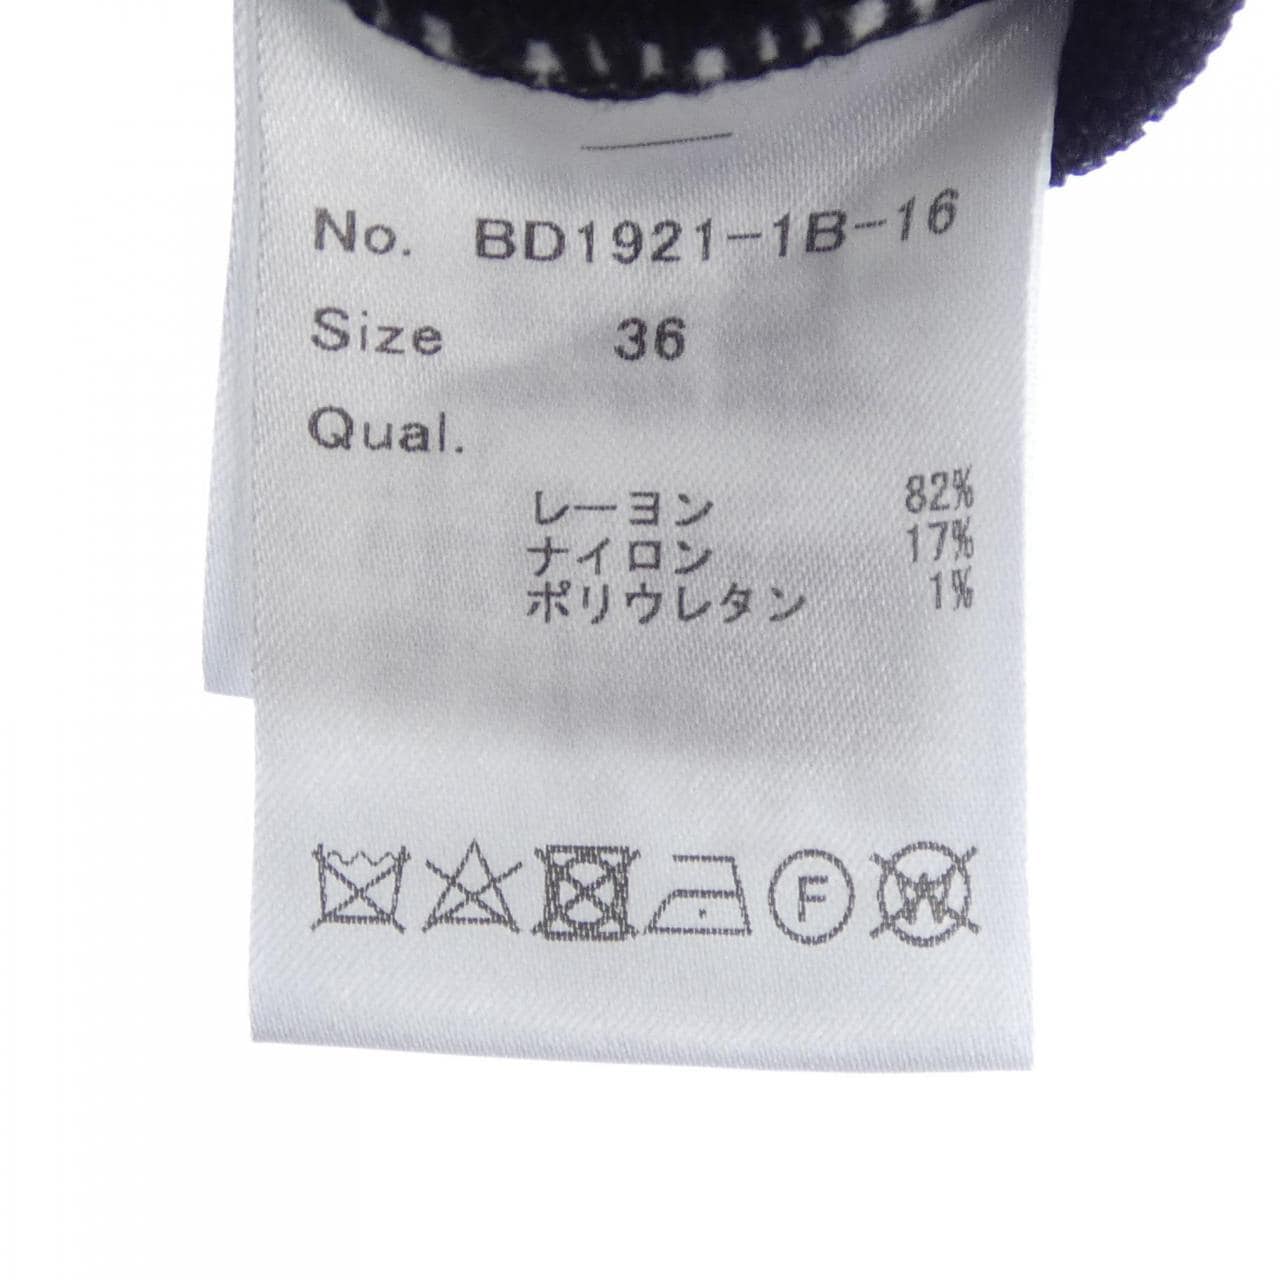 No. BD1921-1B-16
Size 36
Qual.
レーヨン 82%
ナイロン 17%
ポリウレタン 1%
F W